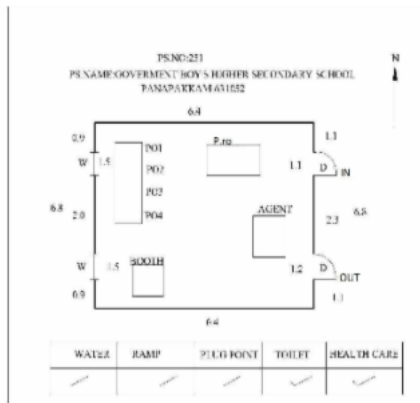 PS.NO:251
N
PS.NAME:GOVERMENT BOY'S HIGHER SECONDARY SCHOOL
PANAPAKKAM 631052
6.4
0.9
1.1
PO1
P.ro
W
1.5
PO2
1.1
D
IN
PO3
AGENT
6.8
2.0
2.3
6.8
PO4
W
1.5
BOOTH
1.2
D
OUT
0.9
1.1
6.4
WATER RAMP PLUG POINT TOILET HEALTH CARE